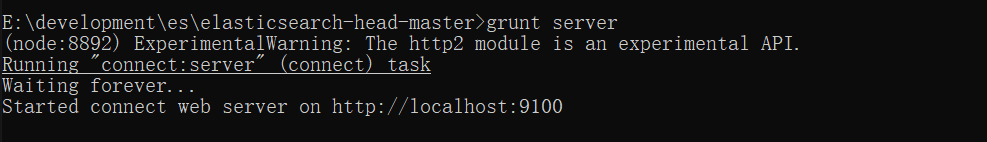 E:\development\es\elasticsearch-head-master>grunt server
(node:8892) ExperimentalWarning: The http2 module is an experimental API.
Running "connect:server" (connect) task
Waiting forever...
Started connect web server on http://localhost:9100